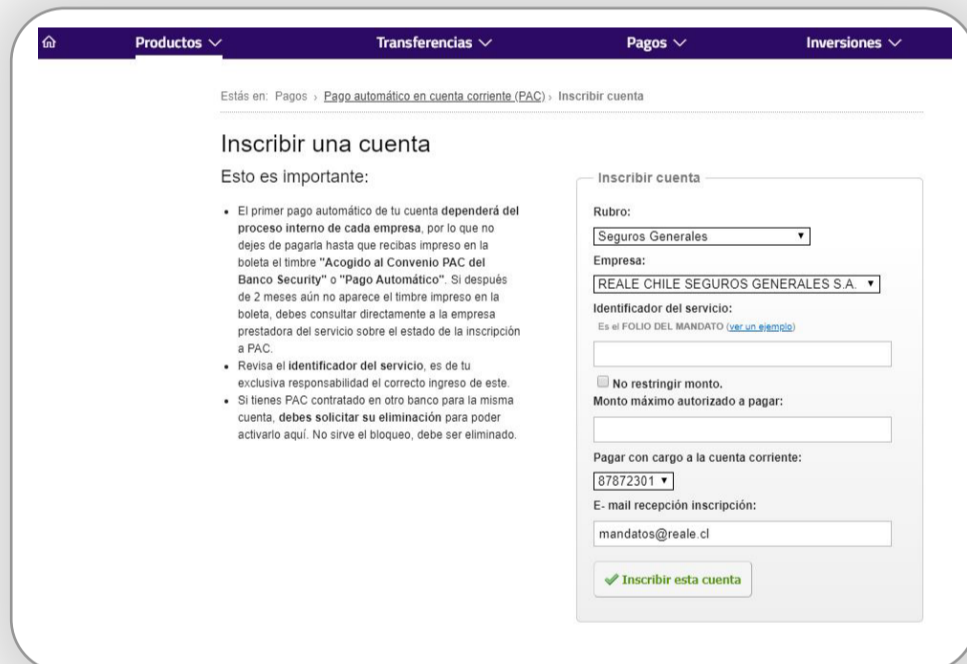 Productos
Transferencias
Pagos
Inversiones
Estás en: Pagos › Pago automático en cuenta corriente (PAC) › Inscribir cuenta
Inscribir una cuenta
Esto es importante:
• El primer pago automático de tu cuenta dependerá del
proceso interno de cada empresa, por lo que no
dejes de pagarla hasta que recibas impreso en la
boleta el timbre "Acogido al Convenio PAC del
Banco Security" o "Pago Automático". Si después
de 2 meses aún no aparece el timbre impreso en la
boleta, debes consultar directamente a la empresa
prestadora del servicio sobre el estado de la inscripción
a PAC.
• Revisa el identificador del servicio, es de tu
exclusiva responsabilidad el correcto ingreso de este.
• Si tienes PAC contratado en otro banco para la misma
cuenta, debes solicitar su eliminación para poder
activarlo aquí. No sirve el bloqueo, debe ser eliminado.
Inscribir cuenta
Rubro:
Seguros Generales
Empresa:
REALE CHILE SEGUROS GENERALES S.A.
Identificador del servicio:
Es el FOLIO DEL MANDATO (ver un ejemplo)
No restringir monto.
Monto máximo autorizado a pagar:
Pagar con cargo a la cuenta corriente:
87872301
E- mail recepción inscripción:
mandatos@reale.cl
Inscribir esta cuenta